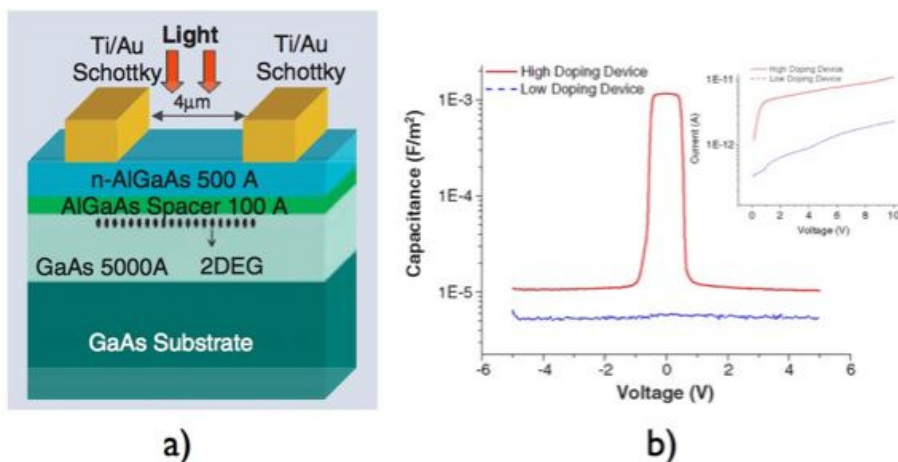 Ti/Au
Schottky
Light
Ti/Au
Schottky
4μm
n-AlGaAs 500 A
AlGaAs Spacer 100 A
GaAs 5000A
2DEG
GaAs Substrate
a)
High Doping Device
Low Doping Device
1E-3
1E-4
1E-5
Capacitance (F/m²)
-6
-4
-2
0
2
4
6
Voltage (V)
High Doping Device
Low Doping Device
1E-11
1E-12
Current (A)
0
2
4
6
8
10
Voltage (V)
b)